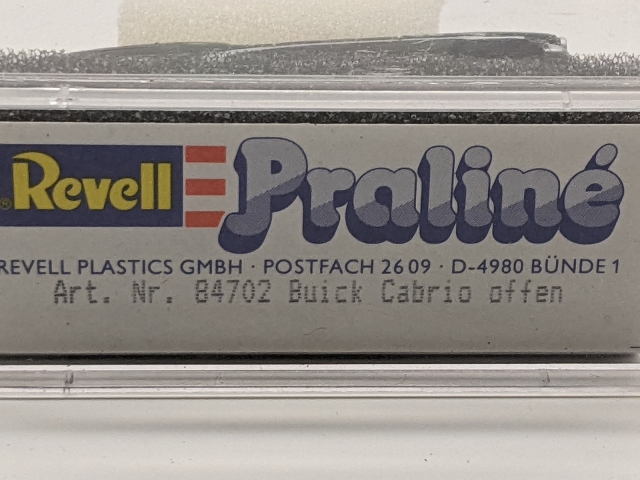 ® Revell Praliné
REVELL PLASTICS GMBH · POSTFACH 26 09 · D-4980 BÜNDE 1
Art. Nr. 84702 Buick Cabrio offen